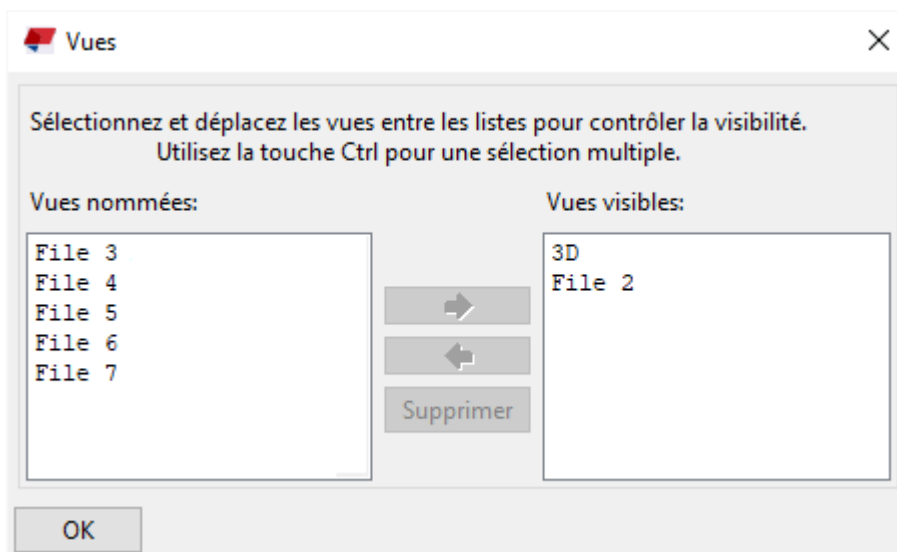 Vues
Sélectionnez et déplacez les vues entre les listes pour contrôler la visibilité.
Utilisez la touche Ctrl pour une sélection multiple.
Vues nommées:
Vues visibles:
File 3
File 4
File 5
File 6
File 7
3D
File 2
Supprimer
OK